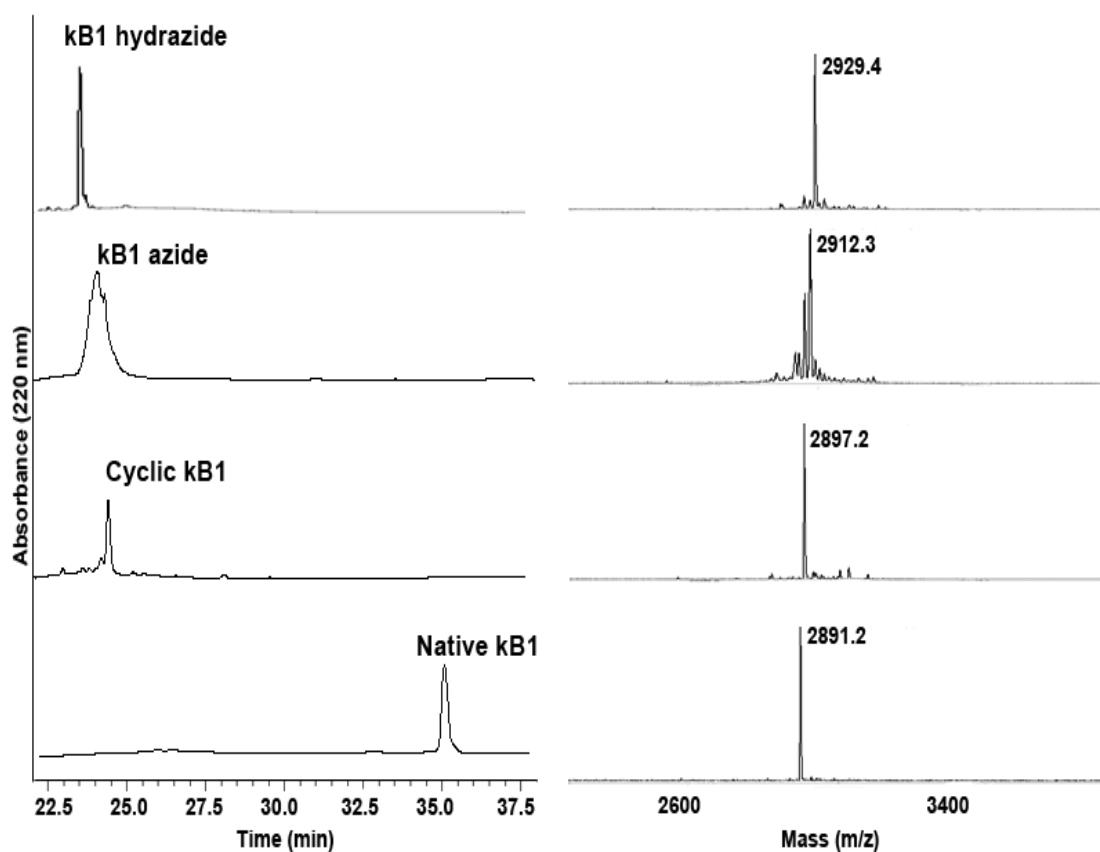 kB1 hydrazide
2929.4
kB1 azide
2912.3
Cyclic kB1
2897.2
Native kB1
2891.2
Absorbance (220 nm)
22.5 25.0 27.5 30.0 32.5 35.0 37.5
Time (min)
2600 3400
Mass (m/z)